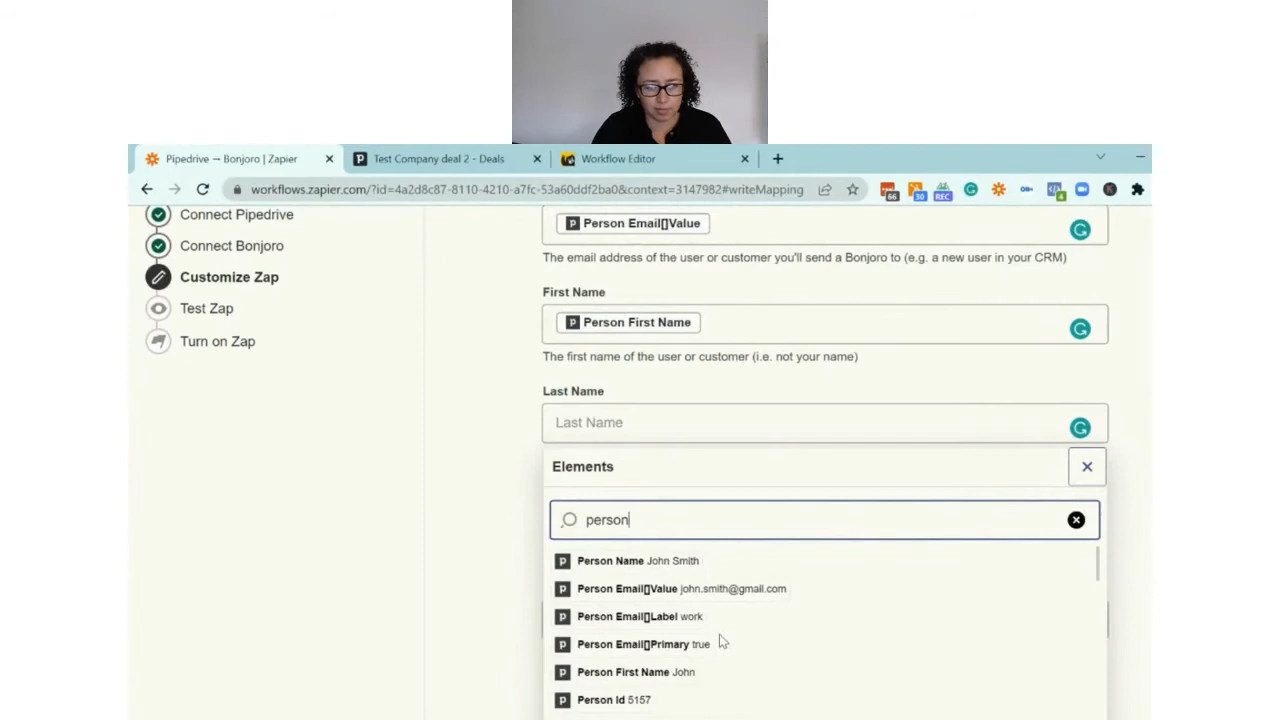 Pipedrive → Bonjoro | Zapier
Test Company deal 2 - Deals
Workflow Editor
workflows.zapier.com/?id=4a2d8c87-8110-4210-a7fc-53a60ddf2ba0&context=3147982#writeMapping
66
30
REC
4
K
Connect Pipedrive
Connect Bonjoro
Customize Zap
Test Zap
Turn on Zap
Person Email[]Value
The email address of the user or customer you'll send a Bonjoro to (e.g. a new user in your CRM)
First Name
Person First Name
The first name of the user or customer (i.e. not your name)
Last Name
Last Name
Elements
person
Person Name John Smith
Person Email[]Value john.smith@gmail.com
Person Email[]Label work
Person Email[]Primary true
Person First Name John
Person Id 5157